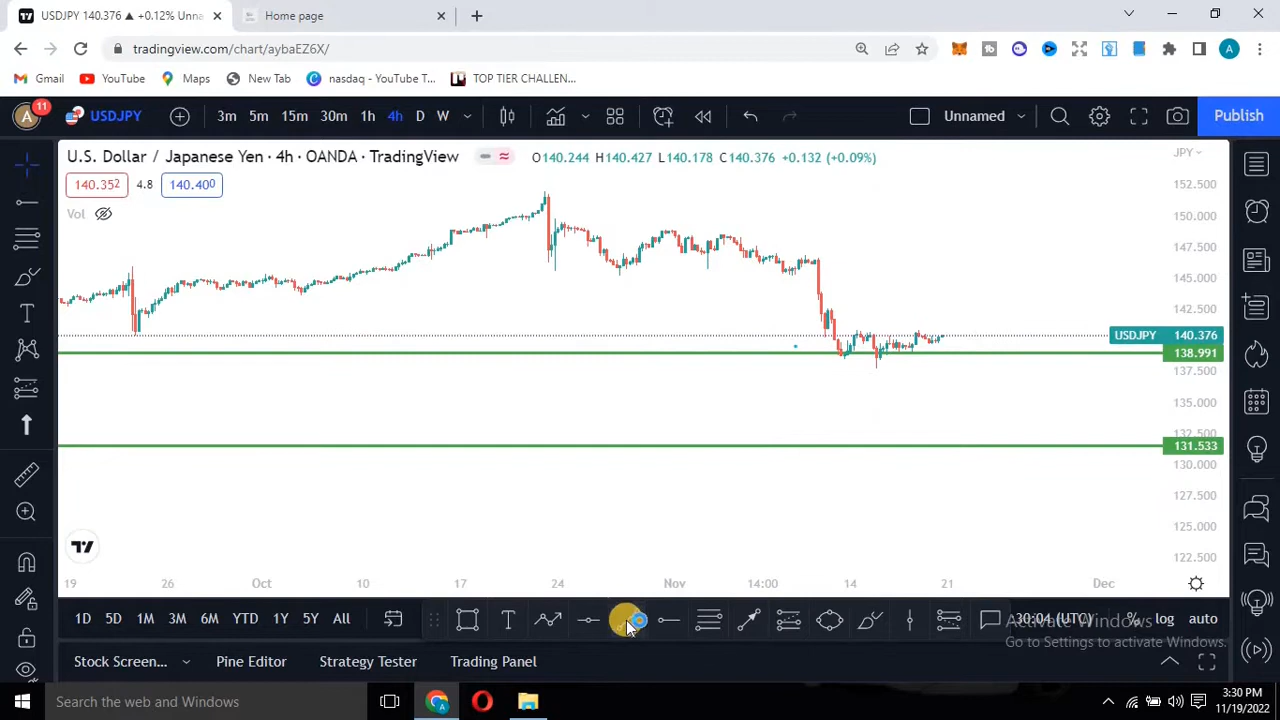 USDJPY 140.376 ▲ +0.12% Unna
Home page
tradingview.com/chart/aybaEZ6X/
A
Gmail
YouTube
Maps
New Tab
nasdaq - YouTube T...
TOP TIER CHALLEN...
A
11
USDJPY
3m 5m 15m 30m 1h 4h D W
Unnamed
Publish
U.S. Dollar / Japanese Yen · 4h · OANDA · TradingView
O140.244 H140.427 L140.178 C140.376 +0.132 (+0.09%)
JPY
140.352 4.8 140.400
Vol
152.500
150.000
147.500
145.000
142.500
USDJPY 140.376
138.991
137.500
135.000
132.500
131.533
130.000
127.500
125.000
122.500
19 26 Oct 10 17 24 Nov 14:00 14 21 Dec
1D 5D 1M 3M 6M YTD 1Y 5Y All
30:04 (UTC) % log auto
Activate Windows
Go to Settings to activate Windows.
Stock Screen... Pine Editor Strategy Tester Trading Panel
Search the web and Windows
3:30 PM
11/19/2022